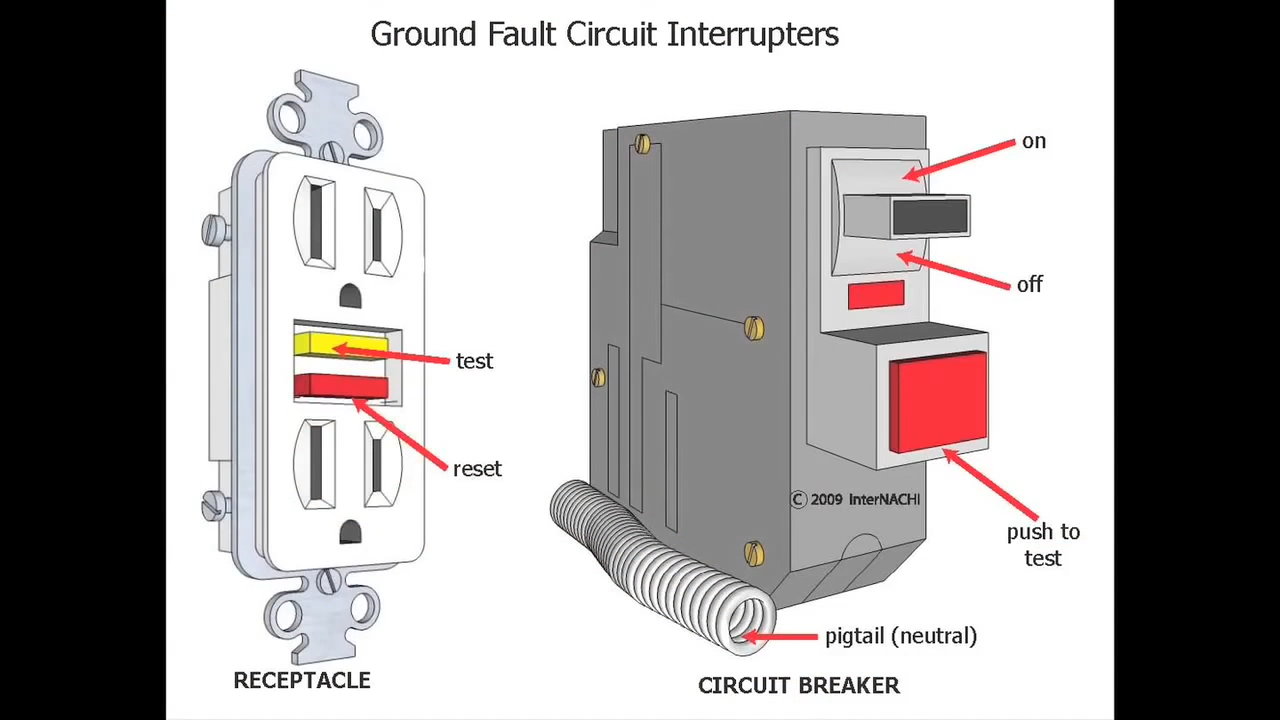 Ground Fault Circuit Interrupters
on
off
test
reset
© 2009 InterNACHI
push to
test
pigtail (neutral)
RECEPTACLE
CIRCUIT BREAKER